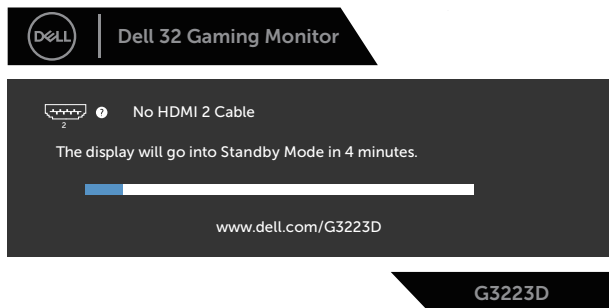 DELL
Dell 32 Gaming Monitor
? No HDMI 2 Cable
2
The display will go into Standby Mode in 4 minutes.
www.dell.com/G3223D
G3223D